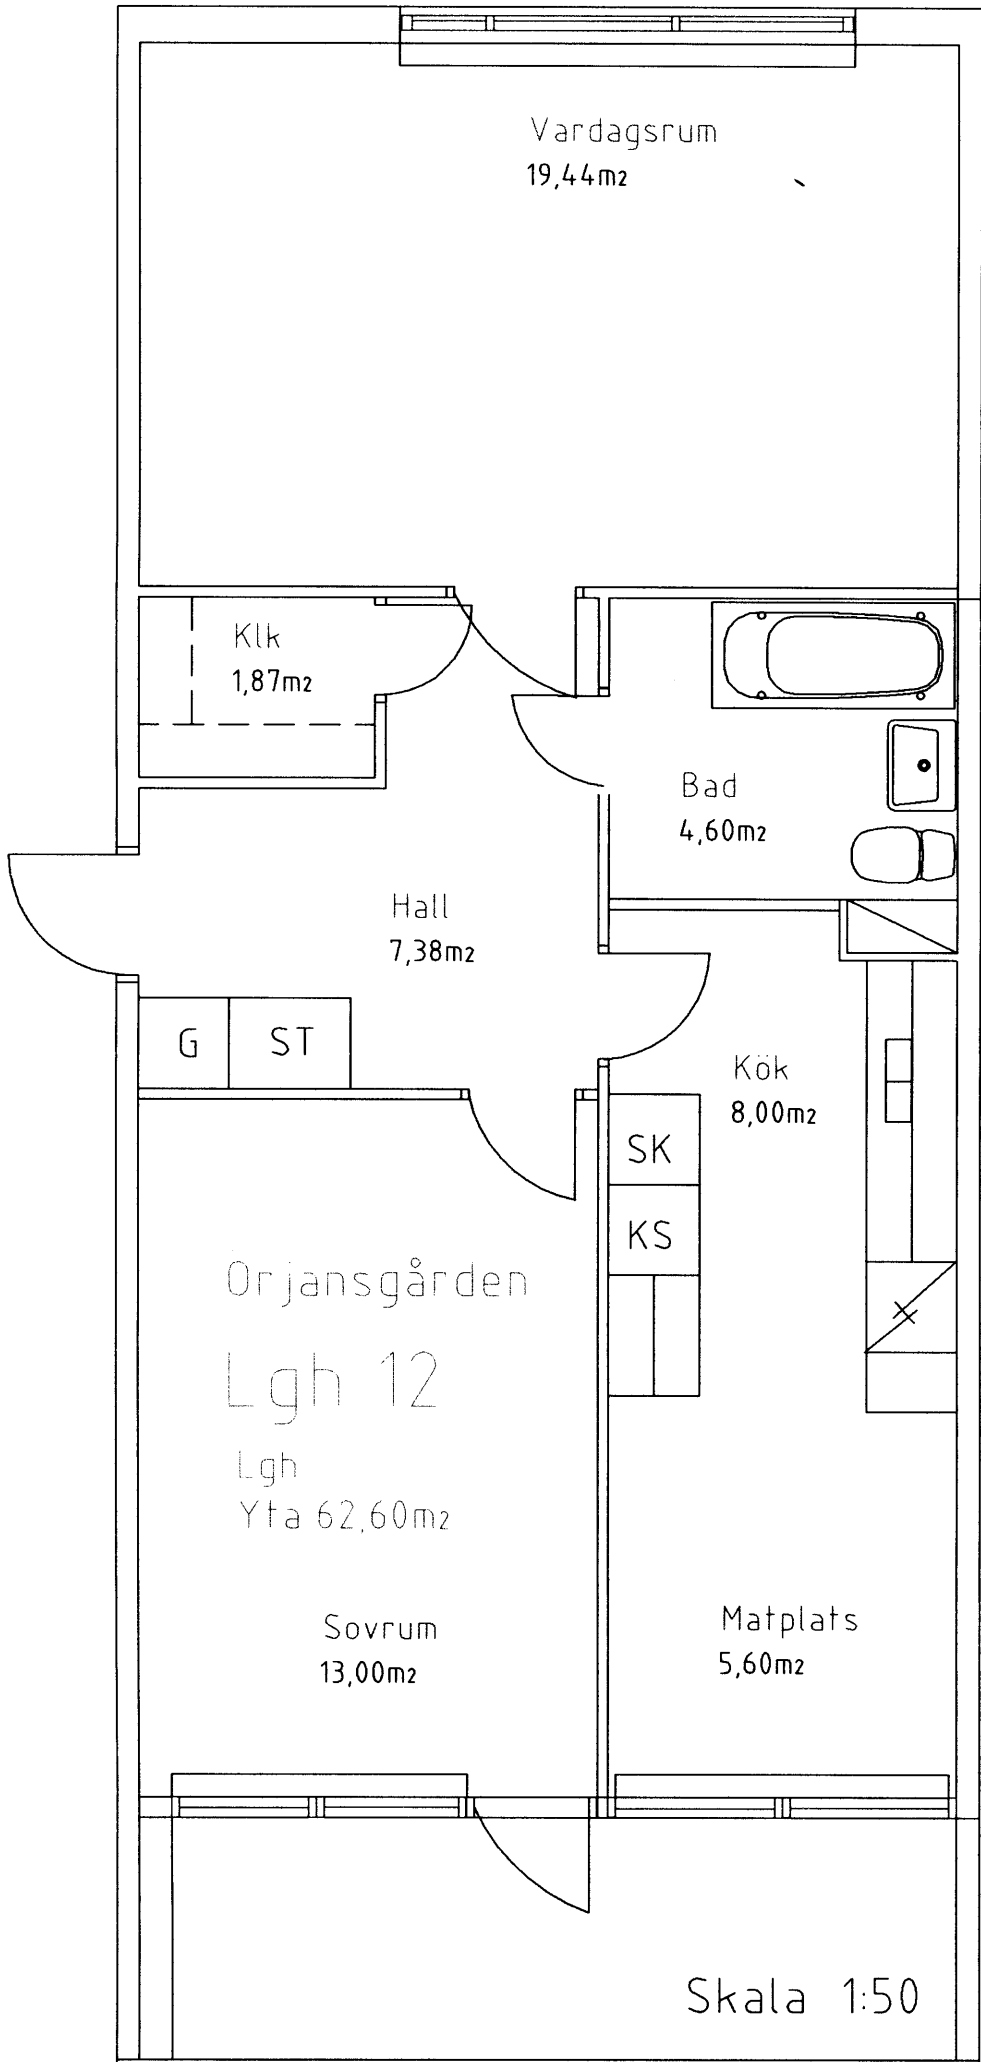 Vardagsrum
19,44m2
Klk
1,87m2
Bad
4,60m2
Hall
7,38m2
G
ST
Kök
8,00m2
SK
KS
Orjansgården
Lgh 12
Lgh
Yta 62,60m2
Sovrum
13,00m2
Matplats
5,60m2
Skala 1:50